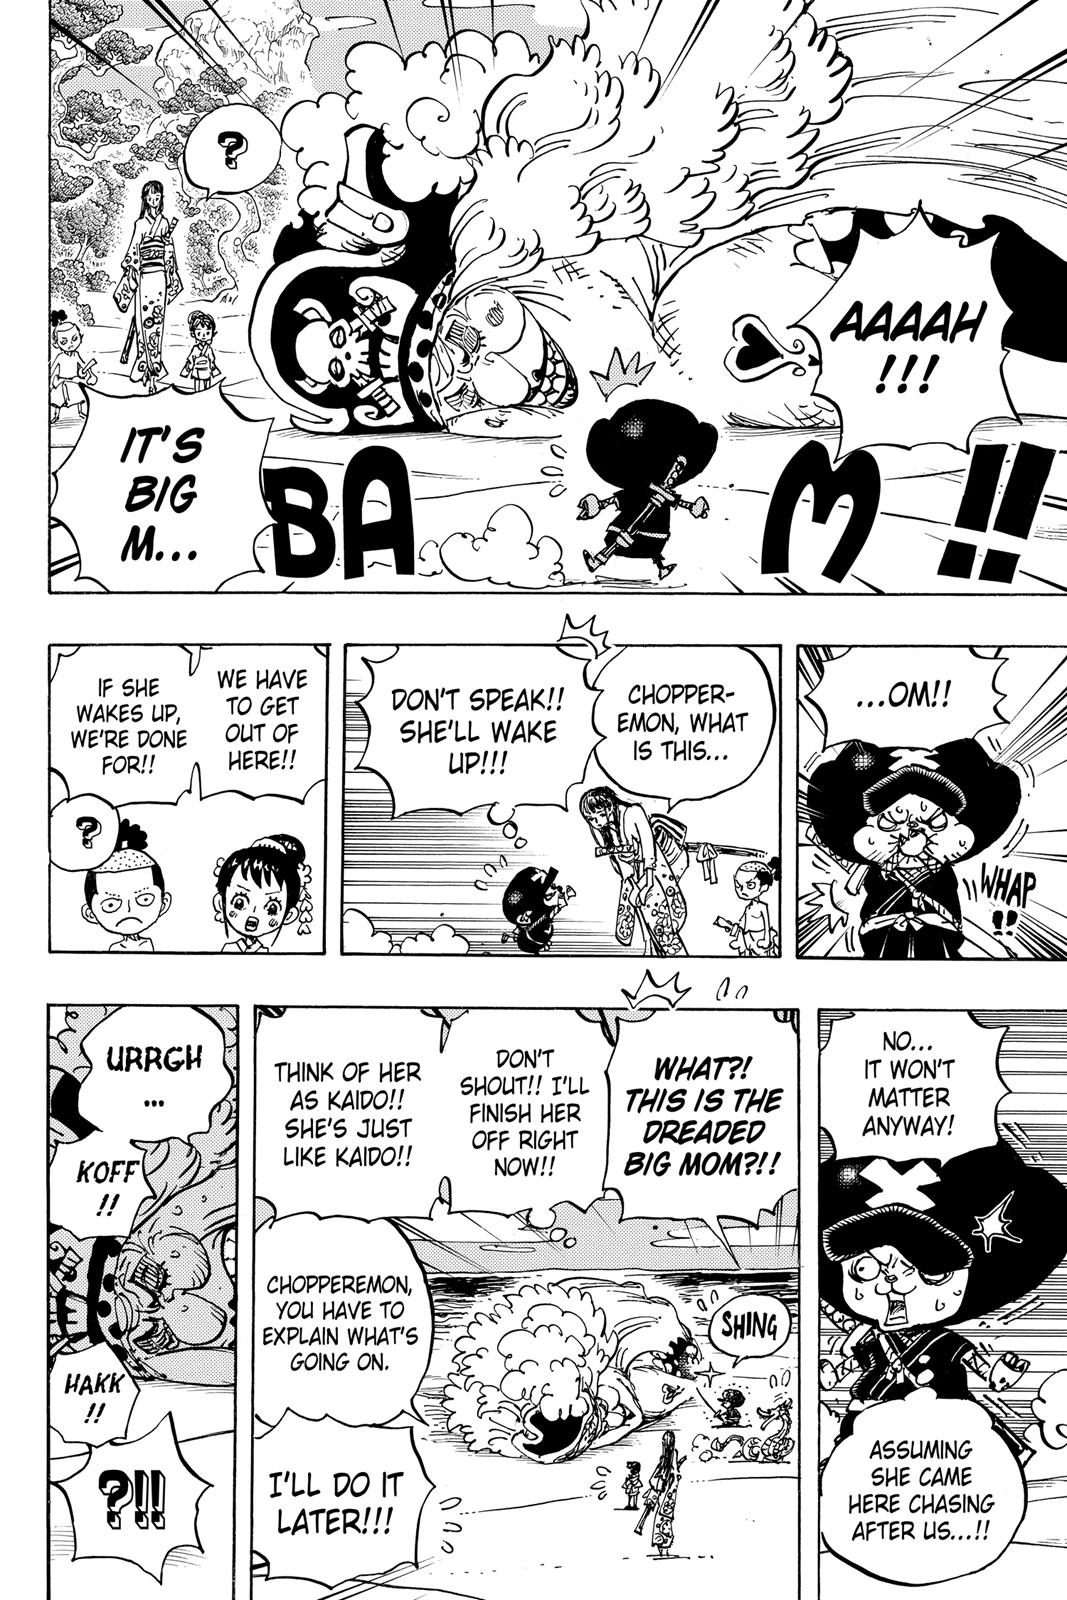 AAAAH
!!!
?
IT'S
BIG
M...
BAM!!
...OM!!
WHAP
!!
CHOPPER-
EMON, WHAT
IS THIS...
DON'T SPEAK!!
SHE'LL WAKE
UP!!!
WE HAVE
TO GET
OUT OF
HERE!!
IF SHE
WAKES UP,
WE'RE DONE
FOR!!
?
NO...
IT WON'T
MATTER
ANYWAY!
ASSUMING
SHE CAME
HERE CHASING
AFTER US...!!
WHAT?!
THIS IS THE
DREADED
BIG MOM?!!
DON'T
SHOUT!! I'LL
FINISH HER
OFF RIGHT
NOW!!
THINK OF HER
AS KAIDO!!
SHE'S JUST
LIKE KAIDO!!
SHING
CHOPPEREMON,
YOU HAVE TO
EXPLAIN WHAT'S
GOING ON.
I'LL DO IT
LATER!!!
URRGH
...
KOFF
!!
HAKK
!!
?!!